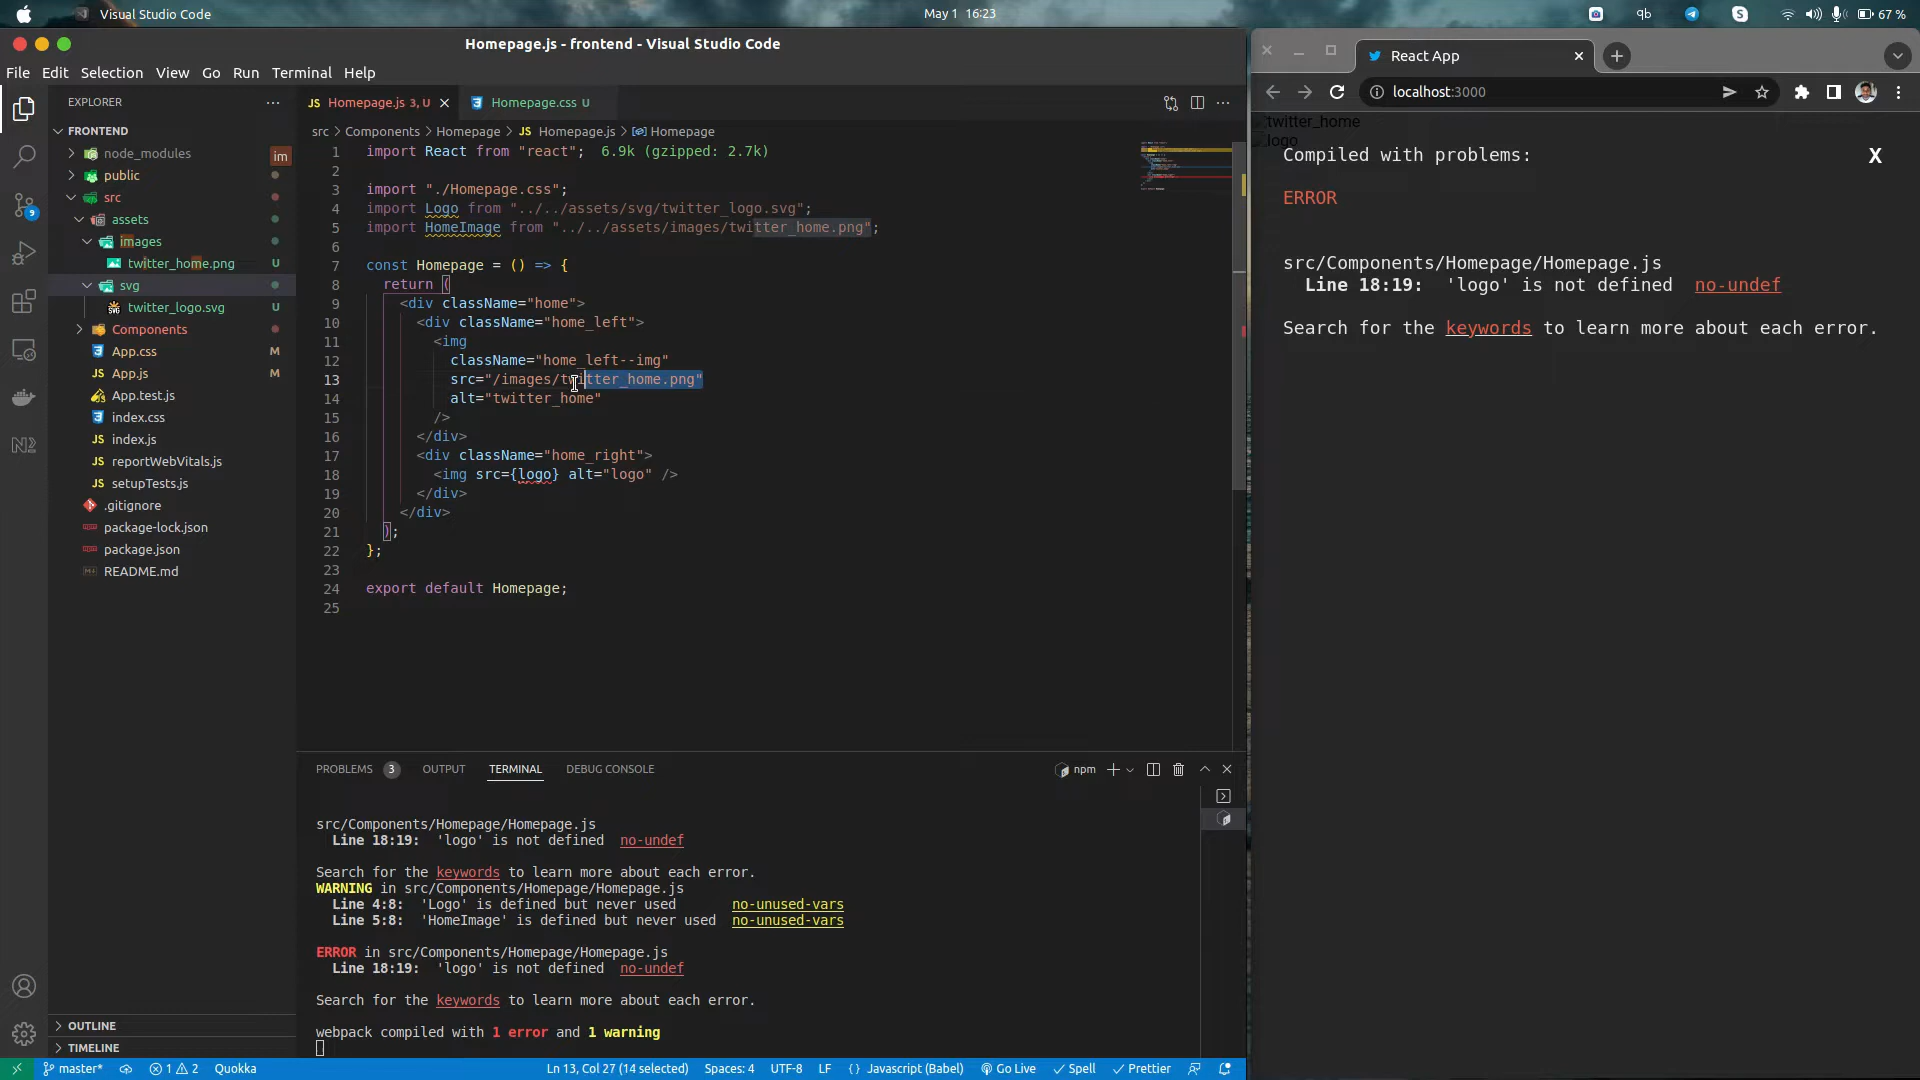 Visual Studio Code
May 1 16:23
qb
67 %
Homepage.js - frontend - Visual Studio Code
File Edit Selection View Go Run Terminal Help
EXPLORER
FRONTEND
node_modules
im
public
src
assets
images
twitter_home.png U
svg
twitter_logo.svg U
Components
App.css M
App.js M
App.test.js
index.css
index.js
reportWebVitals.js
setupTests.js
.gitignore
package-lock.json
package.json
README.md
OUTLINE
TIMELINE
9
JS Homepage.js 3, U
Homepage.css U
src > Components > Homepage > JS Homepage.js > Homepage
1 import React from "react"; 6.9k (gzipped: 2.7k)
2
3 import "./Homepage.css";
4 import Logo from "../../assets/svg/twitter_logo.svg";
5 import HomeImage from "../../assets/images/twitter_home.png";
6
7 const Homepage = () => {
8 return (
9 <div className="home">
10 <div className="home_left">
11 <img
12 className="home_left--img"
13 src="/images/twitter_home.png"
14 alt="twitter_home"
15 />
16 </div>
17 <div className="home_right">
18 <img src={logo} alt="logo" />
19 </div>
20 </div>
21 );
22 };
23
24 export default Homepage;
25
PROBLEMS 3 OUTPUT TERMINAL DEBUG CONSOLE
npm
src/Components/Homepage/Homepage.js
Line 18:19: 'logo' is not defined no-undef
Search for the keywords to learn more about each error.
WARNING in src/Components/Homepage/Homepage.js
Line 4:8: 'Logo' is defined but never used no-unused-vars
Line 5:8: 'HomeImage' is defined but never used no-unused-vars
ERROR in src/Components/Homepage/Homepage.js
Line 18:19: 'logo' is not defined no-undef
Search for the keywords to learn more about each error.
webpack compiled with 1 error and 1 warning
master* 1 2 Quokka Ln 13, Col 27 (14 selected) Spaces: 4 UTF-8 LF {} Javascript (Babel) Go Live Spell Prettier
React App
localhost:3000
twitter_home
logo
Compiled with problems: X
ERROR
src/Components/Homepage/Homepage.js
Line 18:19: 'logo' is not defined no-undef
Search for the keywords to learn more about each error.